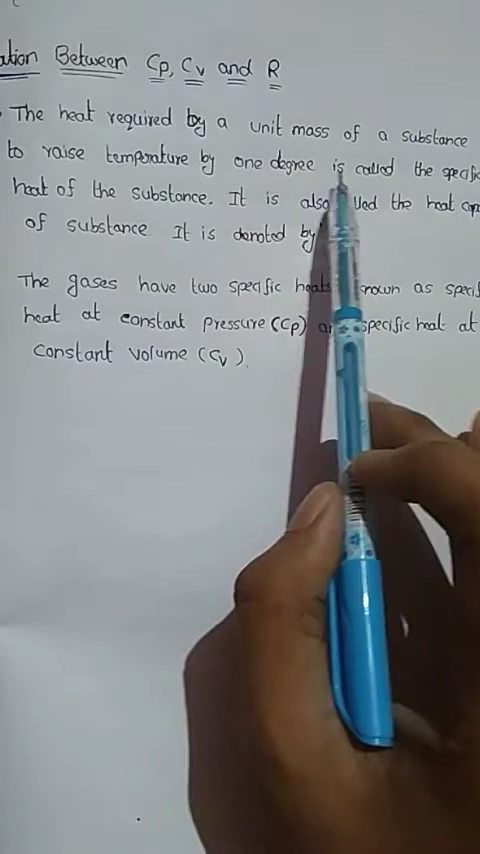 ation Between Cp, Cv and R
The heat required by a unit mass of a substance
to raise temperature by one degree is called the specific
heat of the substance. It is also called the heat cap
of substance It is denoted by
The gases have two specific heats known as specif
heat at constant pressure (Cp) and specific heat at
constant volume (Cv).